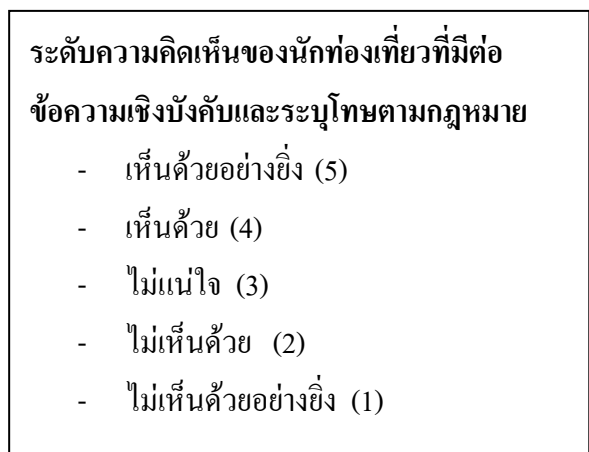 ระดับความคิดเห็นของนักท่องเที่ยวที่มีต่อ
ข้อความเชิงบังคับและระบุโทษตามกฎหมาย
- เห็นด้วยอย่างยิ่ง (5)
- เห็นด้วย (4)
- ไม่แน่ใจ (3)
- ไม่เห็นด้วย (2)
- ไม่เห็นด้วยอย่างยิ่ง (1)